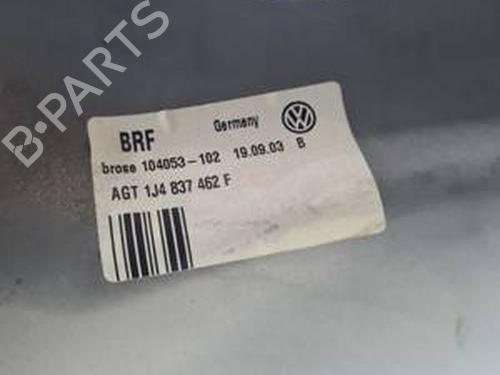 B-PARTS
BRF Germany
brose 104053-102 19.09.03 B
AGT 1J4 837 462 F